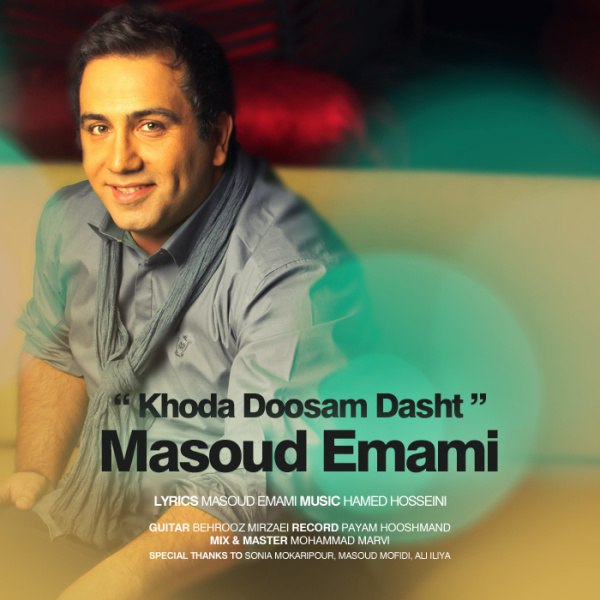 “ Khoda Doosam Dasht ”
Masoud Emami
LYRICS MASOUD EMAMI MUSIC HAMED HOSSEINI
GUITAR BEHROOZ MIRZAEI RECORD PAYAM HOOSHMAND
MIX & MASTER MOHAMMAD MARVI
SPECIAL THANKS TO SONIA MOKARIPOUR, MASOUD MOFIDI, ALI ILIYA